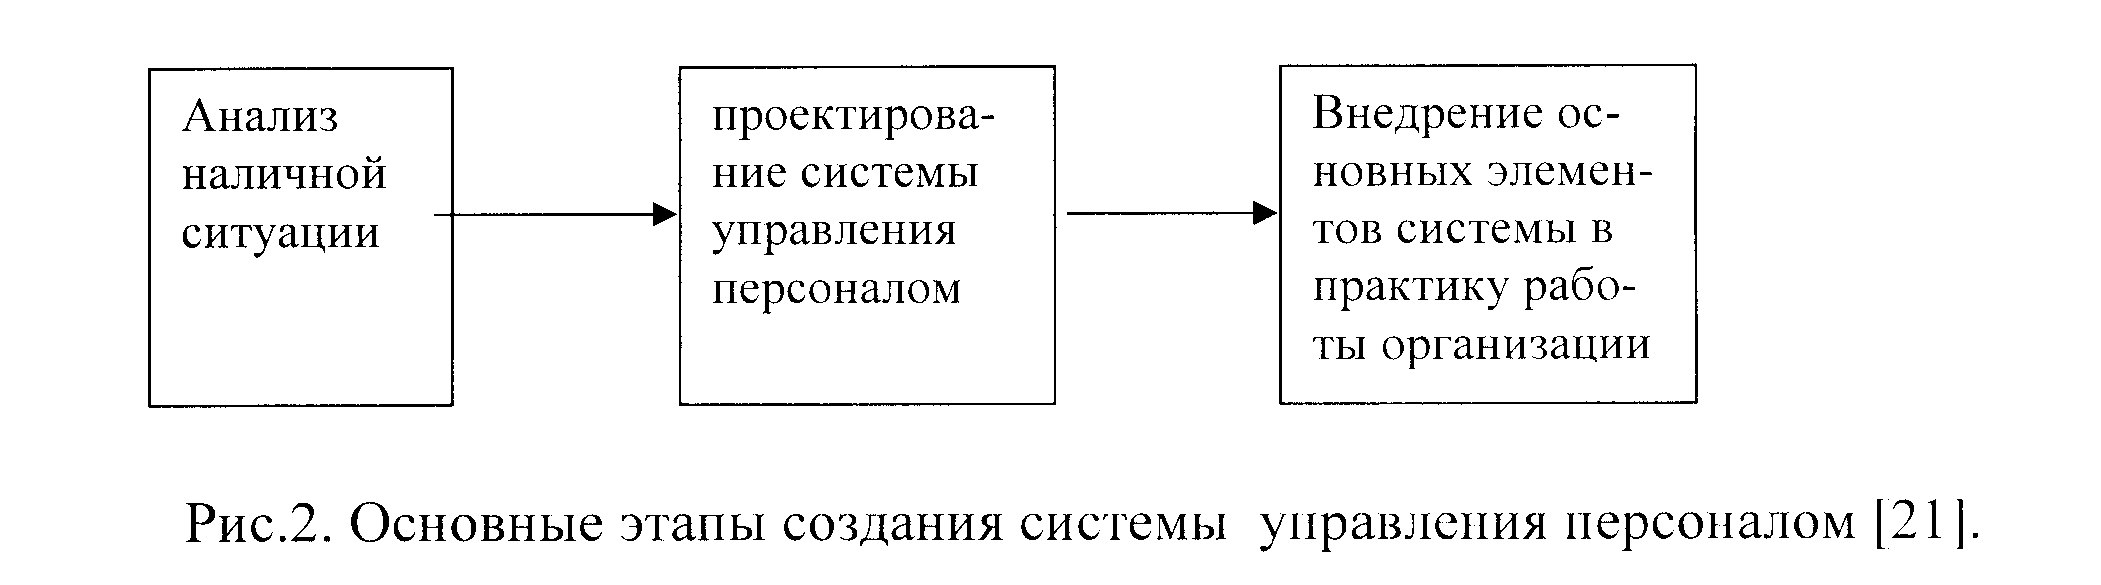 Анализ
наличной
ситуации
проектирова-
ние системы
управления
персоналом
Внедрение ос-
новных элемен-
тов системы в
практику рабо-
ты организации
Рис.2. Основные этапы создания системы управления персоналом [21].